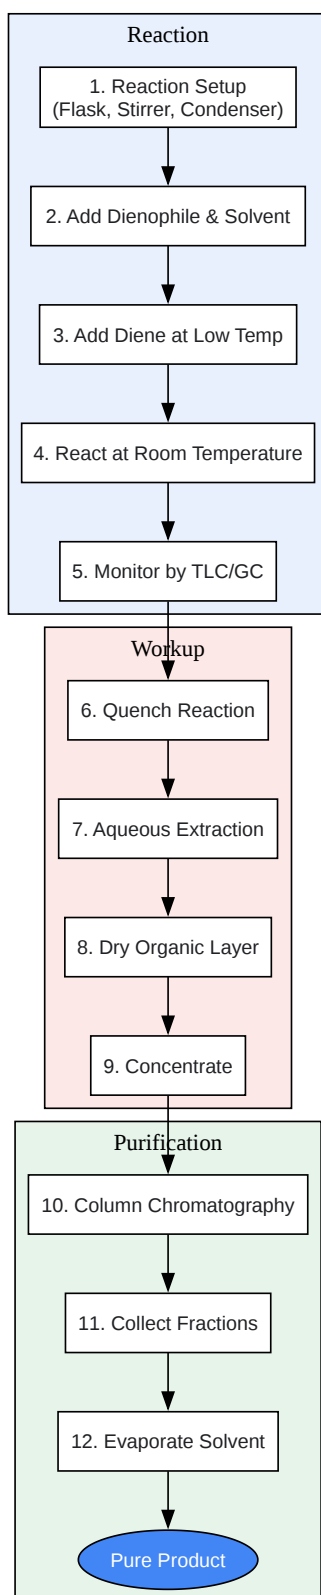 Reaction
1. Reaction Setup
(Flask, Stirrer, Condenser)
2. Add Dienophile & Solvent
3. Add Diene at Low Temp
4. React at Room Temperature
5. Monitor by TLC/GC
Workup
6. Quench Reaction
7. Aqueous Extraction
8. Dry Organic Layer
9. Concentrate
Purification
10. Column Chromatography
11. Collect Fractions
12. Evaporate Solvent
Pure Product